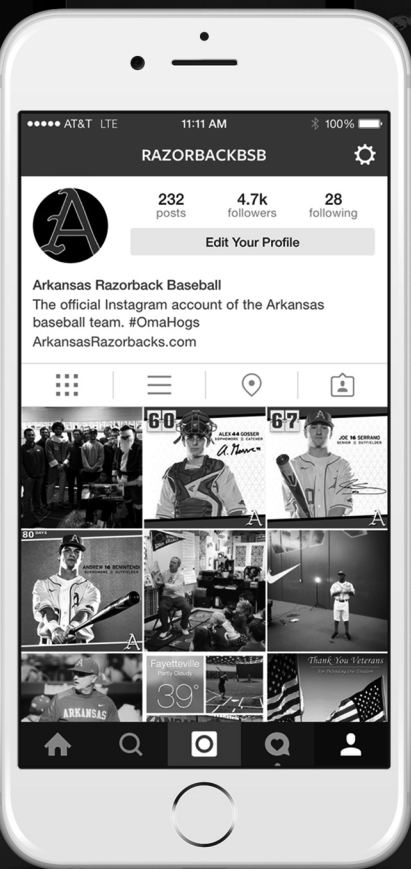 AT&T LTE 11:11 AM 100%
RAZORBACKBSB
232 4.7k 28
posts followers following
Edit Your Profile
Arkansas Razorback Baseball
The official Instagram account of the Arkansas
baseball team. #OmaHogs
ArkansasRazorbacks.com
60
ALEX 44 GOSSER
SOPHOMORE || CATCHER
A
67
JOE 16 SERRANO
SENIOR || OUTFIELDER
A
80 DAYS
ANDREW 16 BENINTENDI
SOPHOMORE || OUTFIELDER
A
ARKANSAS
Fayetteville
Partly Cloudy
39°
Thank You Veterans